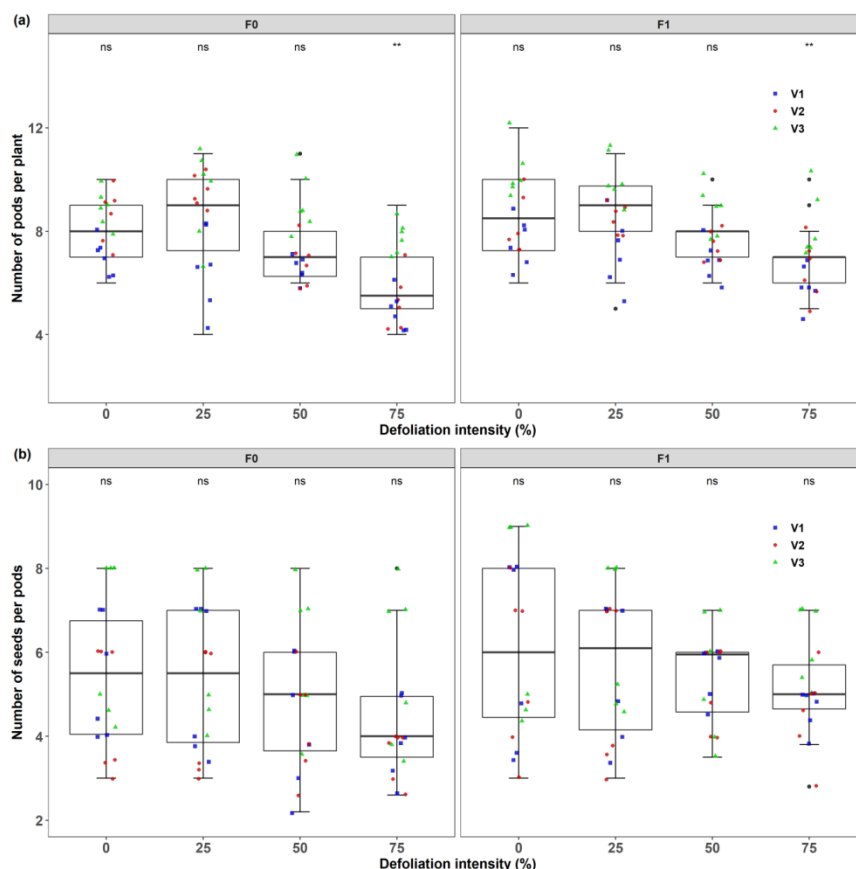 (a)
F0 F1
ns ns ns ** ns ns ns **
V1
V2
V3
Number of pods per plant
12
8
4
0 25 50 75 0 25 50 75
Defoliation intensity (%) Defoliation intensity (%)
(b)
F0 F1
ns ns ns ns ns ns ns ns
V1
V2
V3
Number of seeds per pods
10
8
6
4
2
0 25 50 75 0 25 50 75
Defoliation intensity (%) Defoliation intensity (%)